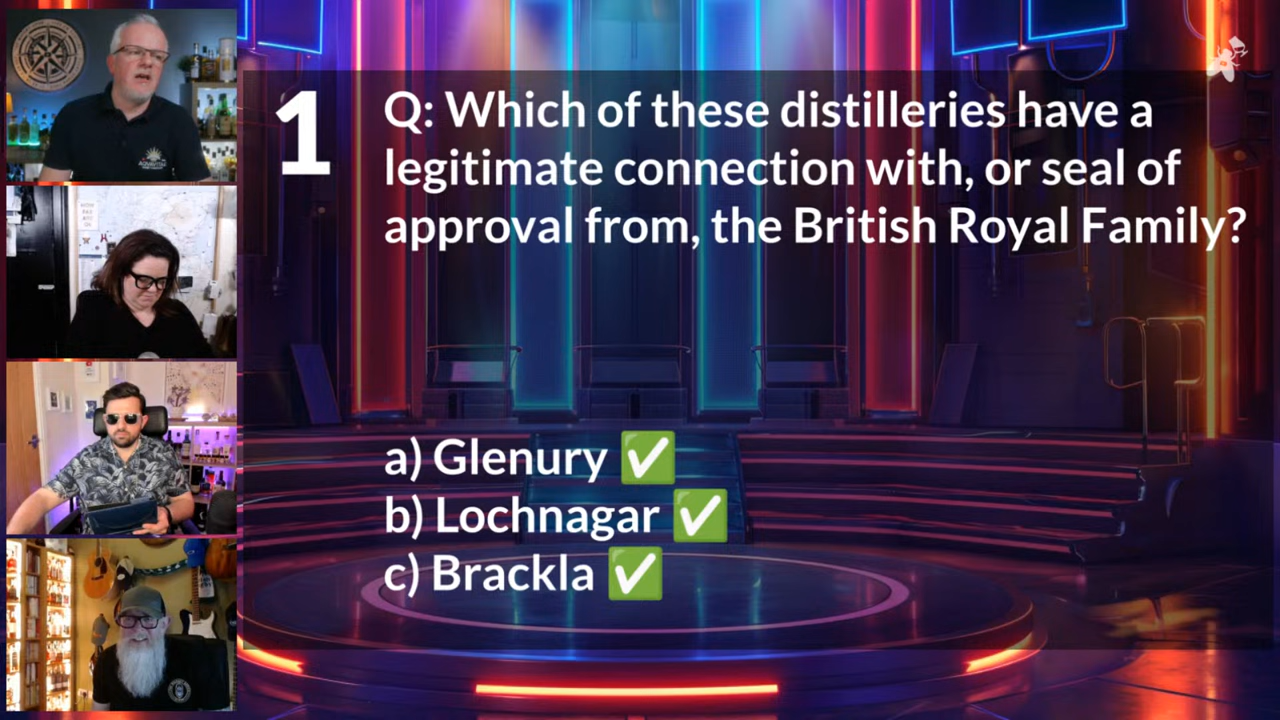 1
Q: Which of these distilleries have a
legitimate connection with, or seal of
approval from, the British Royal Family?
a) Glenury ✅
b) Lochnagar ✅
c) Brackla ✅